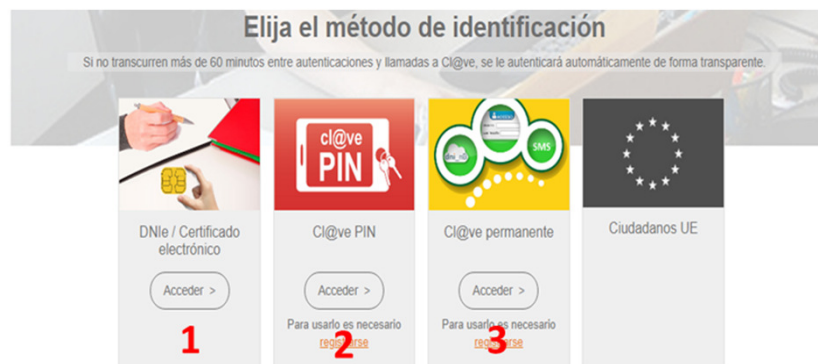 Elija el método de identificación
Si no transcurren más de 60 minutos entre autenticaciones y llamadas a Cl@ve, se le autenticará automáticamente de forma transparente.
cl@ve
PIN
SMS
DNIe / Certificado
electrónico
Cl@ve PIN
Cl@ve permanente
Ciudadanos UE
Acceder >
Acceder >
Acceder >
Para usarlo es necesario
registrarse
Para usarlo es necesario
registrarse
1
2
3